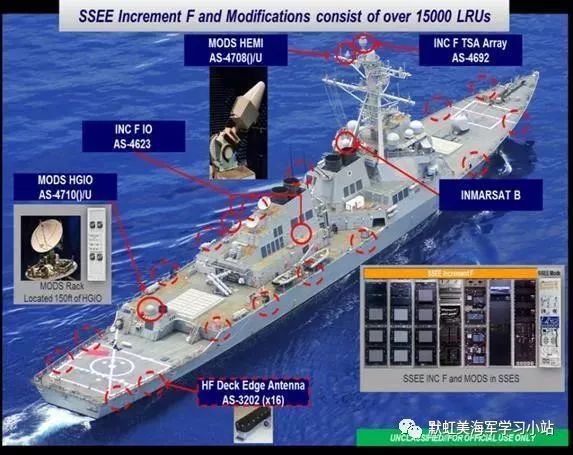 SSEE Increment F and Modifications consist of over 15000 LRUs
MODS HEMI
AS-4708()/U
INC F TSA Array
AS-4692
INC F IO
AS-4623
MODS HGIO
AS-4710()/U
INMARSAT B
MODS Rack
Located 150ft of HGIO
SSEE Increment F
SSEE Mods
SSEE INC F and MODS in SSES
HF Deck Edge Antenna
AS-3202 (x16)
默虹美海军学习小站
UNCLASSIFIED//FOR OFFICIAL USE ONLY